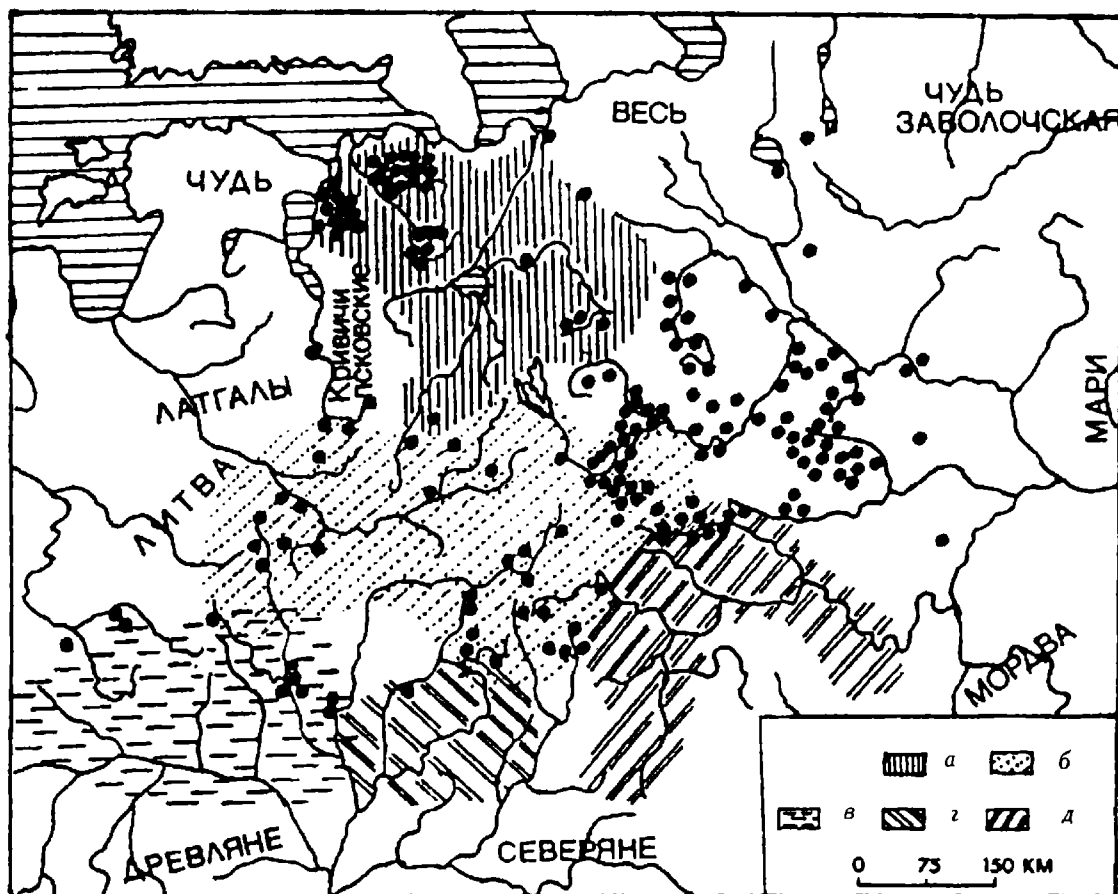 ВЕСЬ
ЧУДЬ
ЗАВОЛОЧСКАЯ
ЧУДЬ
Кривичи
псковские
ЛАТГАЛЫ
ЛИТВА
МАРИ
МОРДВА
ДРЕВЛЯНЕ
СЕВЕРЯНЕ
а б
в г д
0 75 150 КМ